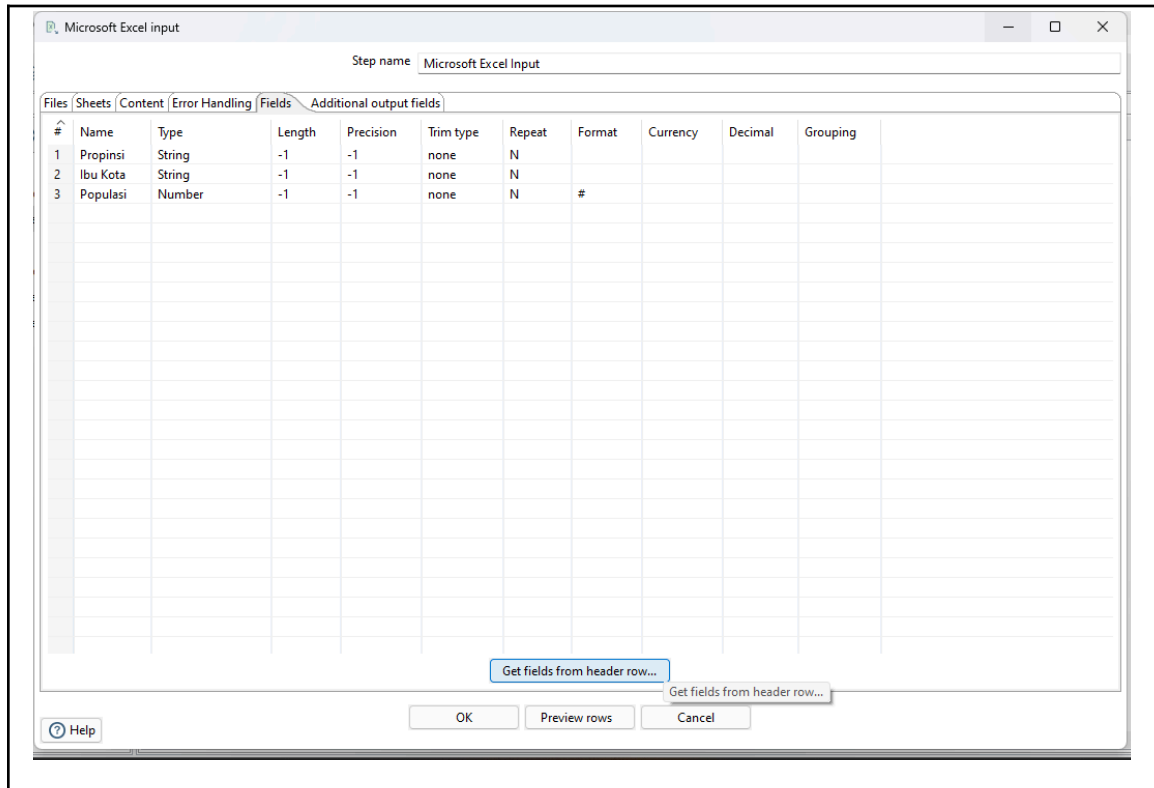 Microsoft Excel input
Step name Microsoft Excel Input
Files Sheets Content Error Handling Fields Additional output fields
# Name Type Length Precision Trim type Repeat Format Currency Decimal Grouping
1 Propinsi String -1 -1 none N
2 Ibu Kota String -1 -1 none N
3 Populasi Number -1 -1 none N #
Get fields from header row...
Get fields from header row...
OK Preview rows Cancel
Help